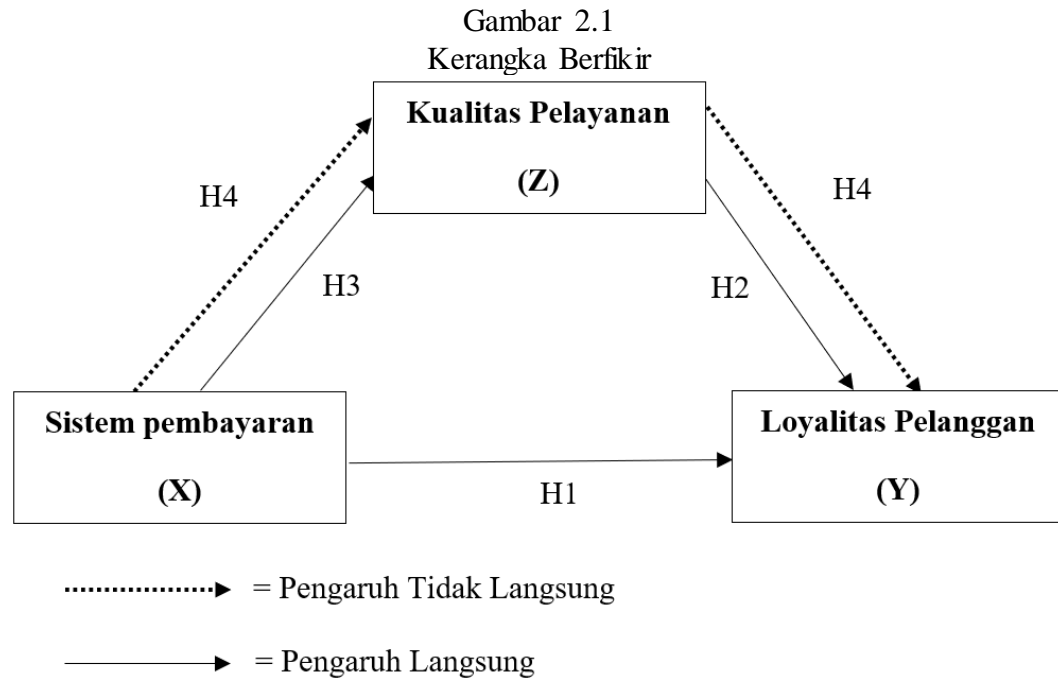 Gambar 2.1
Kerangka Berfikir
Kualitas Pelayanan
(Z)
H4
H4
H3
H2
Sistem pembayaran
(X)
Loyalitas Pelanggan
(Y)
H1
= Pengaruh Tidak Langsung
= Pengaruh Langsung